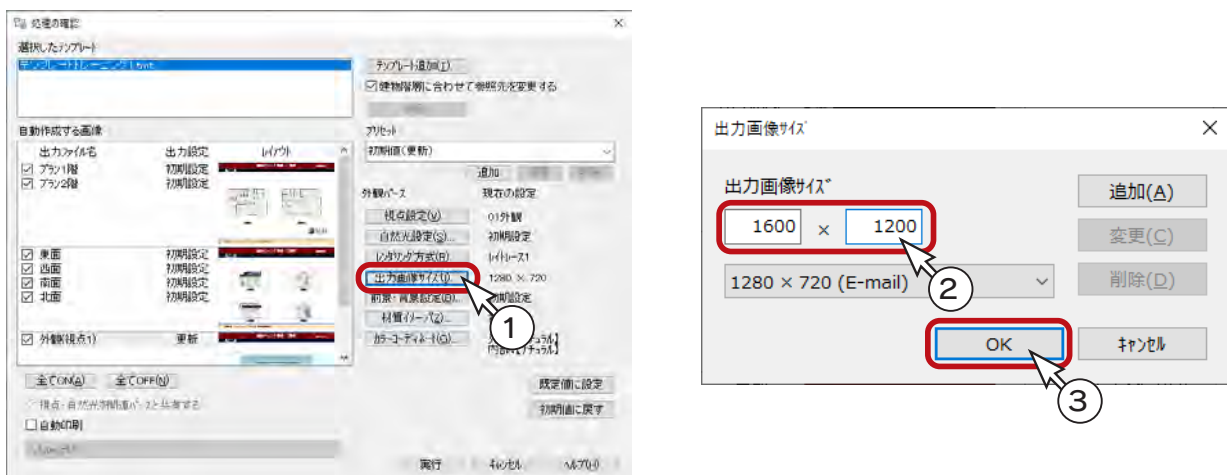 処理の確認
選択したテンプレート
テンプレートトレーニング1.tmt
テンプレート追加(T)...
建物階層に合わせて参照先を変更する
自動作成する画像
出力ファイル名 出力設定 レイアウト
プラン1階 初期設定
プラン2階 初期設定
東面 初期設定
西面 初期設定
南面 初期設定
北面 初期設定
外観(視点1) 更新
全てON(A) 全てOFF(N)
自動印刷
プリセット
初期値(更新)
追加
外観パース 現在の設定
視点設定(V) 01外観
自然光設定(S)... 初期設定
レンダリング方式(R) レイトレース1
出力画像サイズ(I)... 1280 × 720
前景・背景設定(B)... 初期設定
材質イメージ(Z)...
カラーコーディネート(G)...
既定値に設定
初期値に戻す
実行 キャンセル ヘルプ(H)
1
出力画像サイズ
出力画像サイズ
1600 × 1200
1280 × 720 (E-mail)
追加(A)
変更(C)
削除(D)
OK キャンセル
2
3